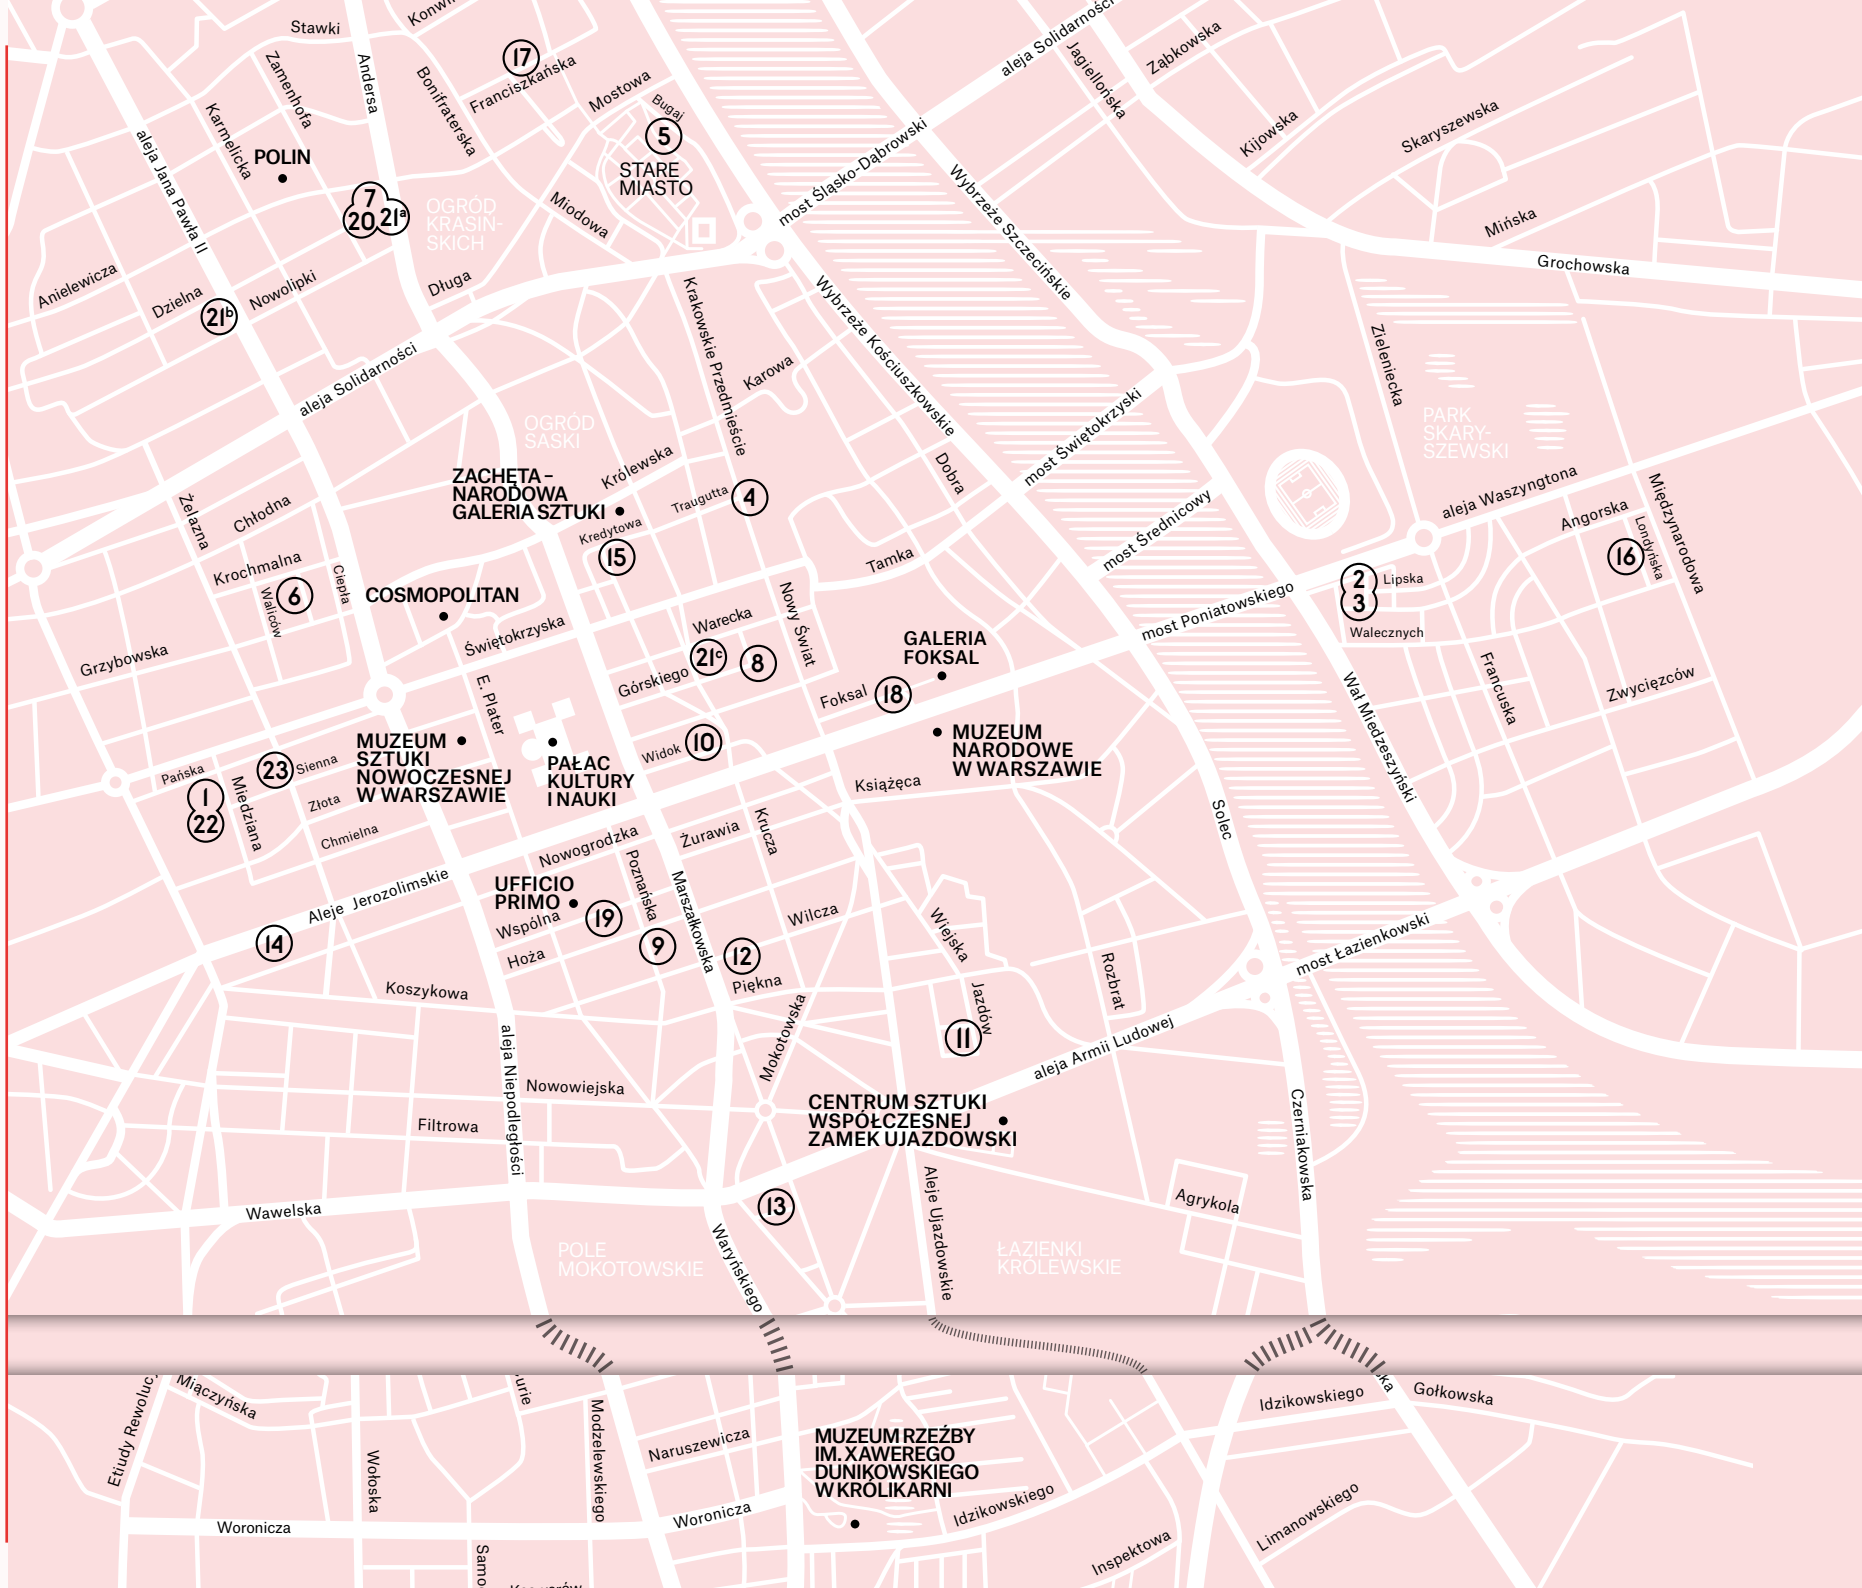 Stawki
Zamenhofa
Andersa
Bonifraterska
17
Franciszkańska
Mostowa
Bugaj
5
STARE
MIASTO
aleja Solidarności
Jagiellońska
Ząbkowska
Kijowska
Skaryszewska
Mińska
Grochowska
aleja Jana Pawła II
Karmelicka
POLIN
7
20
21a
OGRÓD
KRASIŃ-
SKICH
Miodowa
most Śląsko-Dąbrowski
Wybrzeże Szczecińskie
Anielewicza
Dzielna
21b
Nowolipki
Długa
aleja Solidarności
Krakowskie Przedmieście
Karowa
Wybrzeże Kościuszkowskie
Zieleniecka
PARK
SKARY-
SZEWSKI
OGRÓD
SASKI
Żelazna
Chłodna
ZACHĘTA –
NARODOWA
GALERIA SZTUKI
Królewska
Traugutta
4
Dobra
most Świętokrzyski
most Średnicowy
aleja Waszyngtona
Międzynarodowa
Angorska
Londyńska
16
Krochmalna
6
Waliców
Ciepła
COSMOPOLITAN
Kredytowa
15
Tamka
Nowy Świat
2
3
Lipska
Walecznych
most Poniatowskiego
Grzybowska
Świętokrzyska
Warecka
21c
8
Górskiego
GALERIA
FOKSAL
Foksal
18
Francuska
Zwycięzców
Wał Miedzeszyński
E. Plater
MUZEUM
SZTUKI
NOWOCZESNEJ
W WARSZAWIE
PAŁAC
KULTURY
I NAUKI
Widok
10
MUZEUM
NARODOWE
W WARSZAWIE
Pańska
1
22
23
Sienna
Miedziana
Złota
Chmielna
Książęca
Solec
Nowogrodzka
Żurawia
Krucza
Poznańska
Marszałkowska
UFFICIO
PRIMO
Wspólna
19
9
Hoża
Aleje Jerozolimskie
14
12
Wilcza
Piękna
Wiejska
Jazdów
11
Rozbrat
most Łazienkowski
Koszykowa
aleja Niepodległości
Mokotowska
aleja Armii Ludowej
Nowowiejska
Filtrowa
CENTRUM SZTUKI
WSPÓŁCZESNEJ
ZAMEK UJAZDOWSKI
Czerniakowska
Wawelska
13
Aleje Ujazdowskie
Agrykola
POLE
MOKOTOWSKIE
Waryńskiego
ŁAZIENKI
KRÓLEWSKIE
Miączyńska
Etiudy Rewoluc
Wołoska
Modzelewskiego
Naruszewicza
MUZEUM RZEŹBY
IM. XAWEREGO
DUNIKOWSKIEGO
W KRÓLIKARNI
Idzikowskiego
Gołkowska
Woronicza
Woronicza
Idzikowskiego
Inspektowa
Limanowskiego
Samo